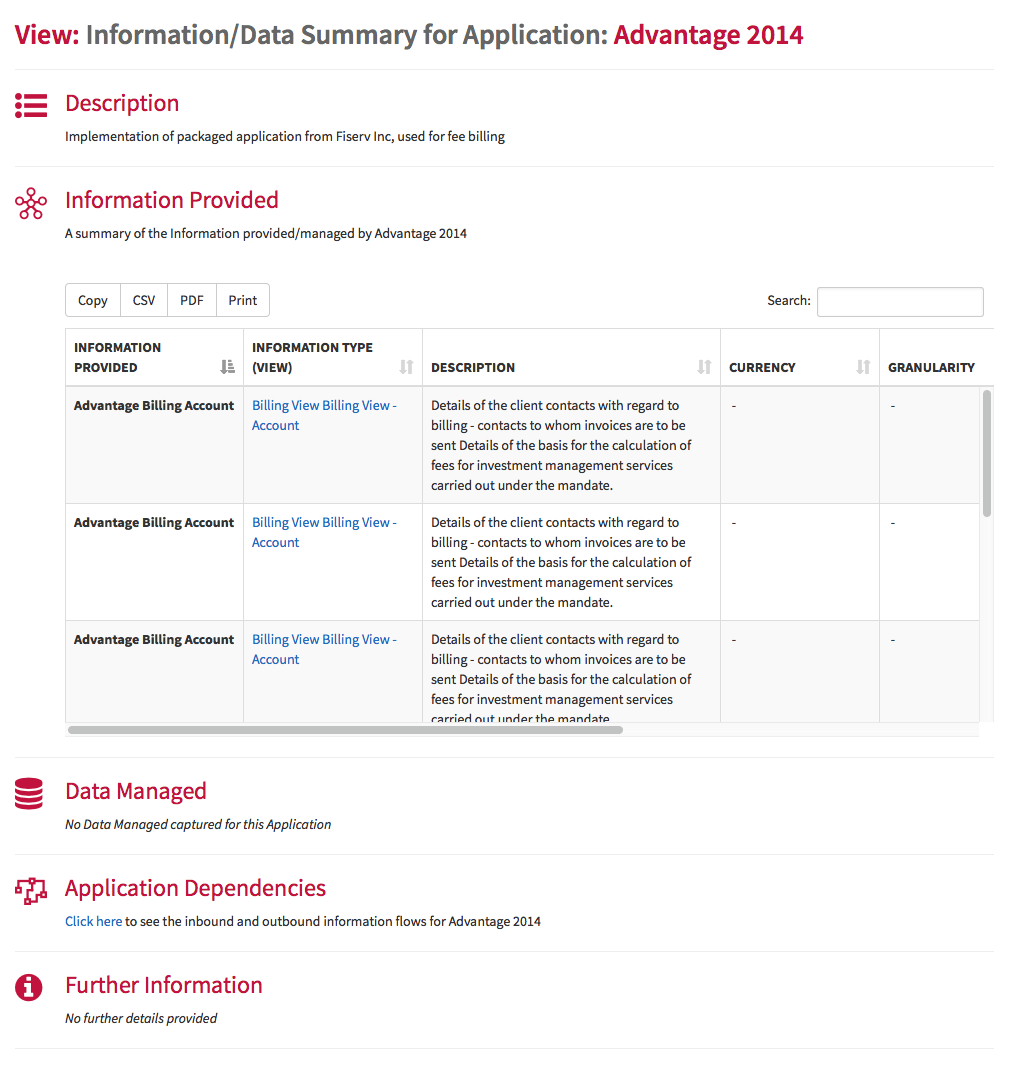 View: Information/Data Summary for Application: Advantage 2014
Description
Implementation of packaged application from Fiserv Inc, used for fee billing
Information Provided
A summary of the Information provided/managed by Advantage 2014
Copy CSV PDF Print Search:
INFORMATION PROVIDED INFORMATION TYPE (VIEW) DESCRIPTION CURRENCY GRANULARITY
Advantage Billing Account Billing View Billing View - Details of the client contacts with regard to - -
Account billing - contacts to whom invoices are to be
sent Details of the basis for the calculation of
fees for investment management services
carried out under the mandate.
Advantage Billing Account Billing View Billing View - Details of the client contacts with regard to - -
Account billing - contacts to whom invoices are to be
sent Details of the basis for the calculation of
fees for investment management services
carried out under the mandate.
Advantage Billing Account Billing View Billing View - Details of the client contacts with regard to - -
Account billing - contacts to whom invoices are to be
sent Details of the basis for the calculation of
fees for investment management services
carried out under the mandate.
Data Managed
No Data Managed captured for this Application
Application Dependencies
Click here to see the inbound and outbound information flows for Advantage 2014
Further Information
No further details provided